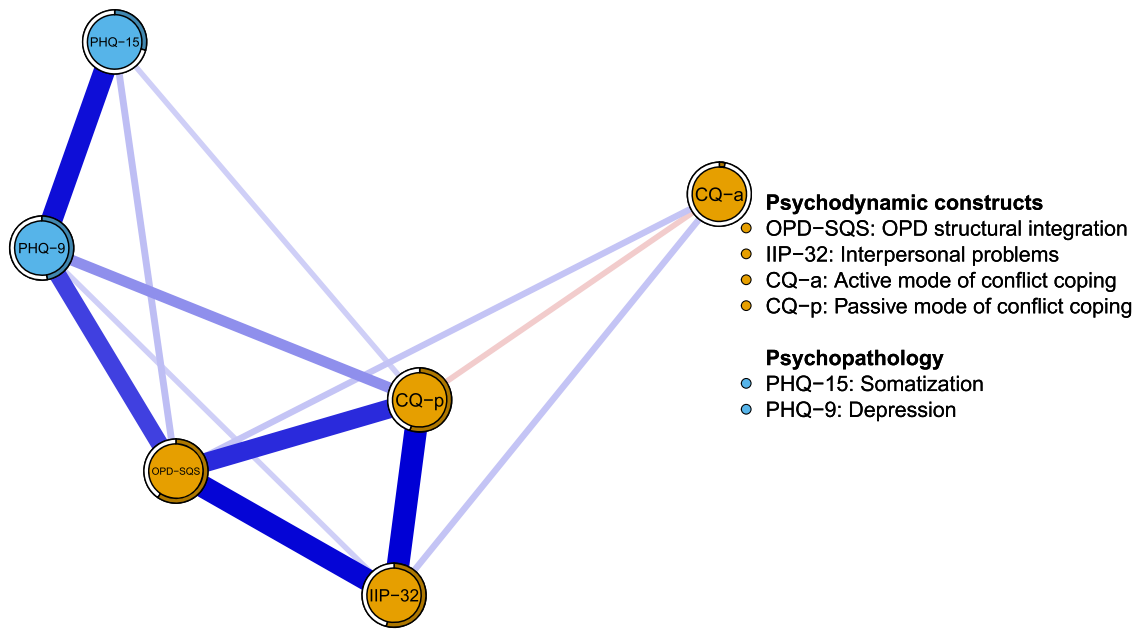 PHQ−15
CQ−a
PHQ−9
CQ−p
OPD−SQS
IIP−32
Psychodynamic constructs
OPD−SQS: OPD structural integration
IIP−32: Interpersonal problems
CQ−a: Active mode of conflict coping
CQ−p: Passive mode of conflict coping
Psychopathology
PHQ−15: Somatization
PHQ−9: Depression